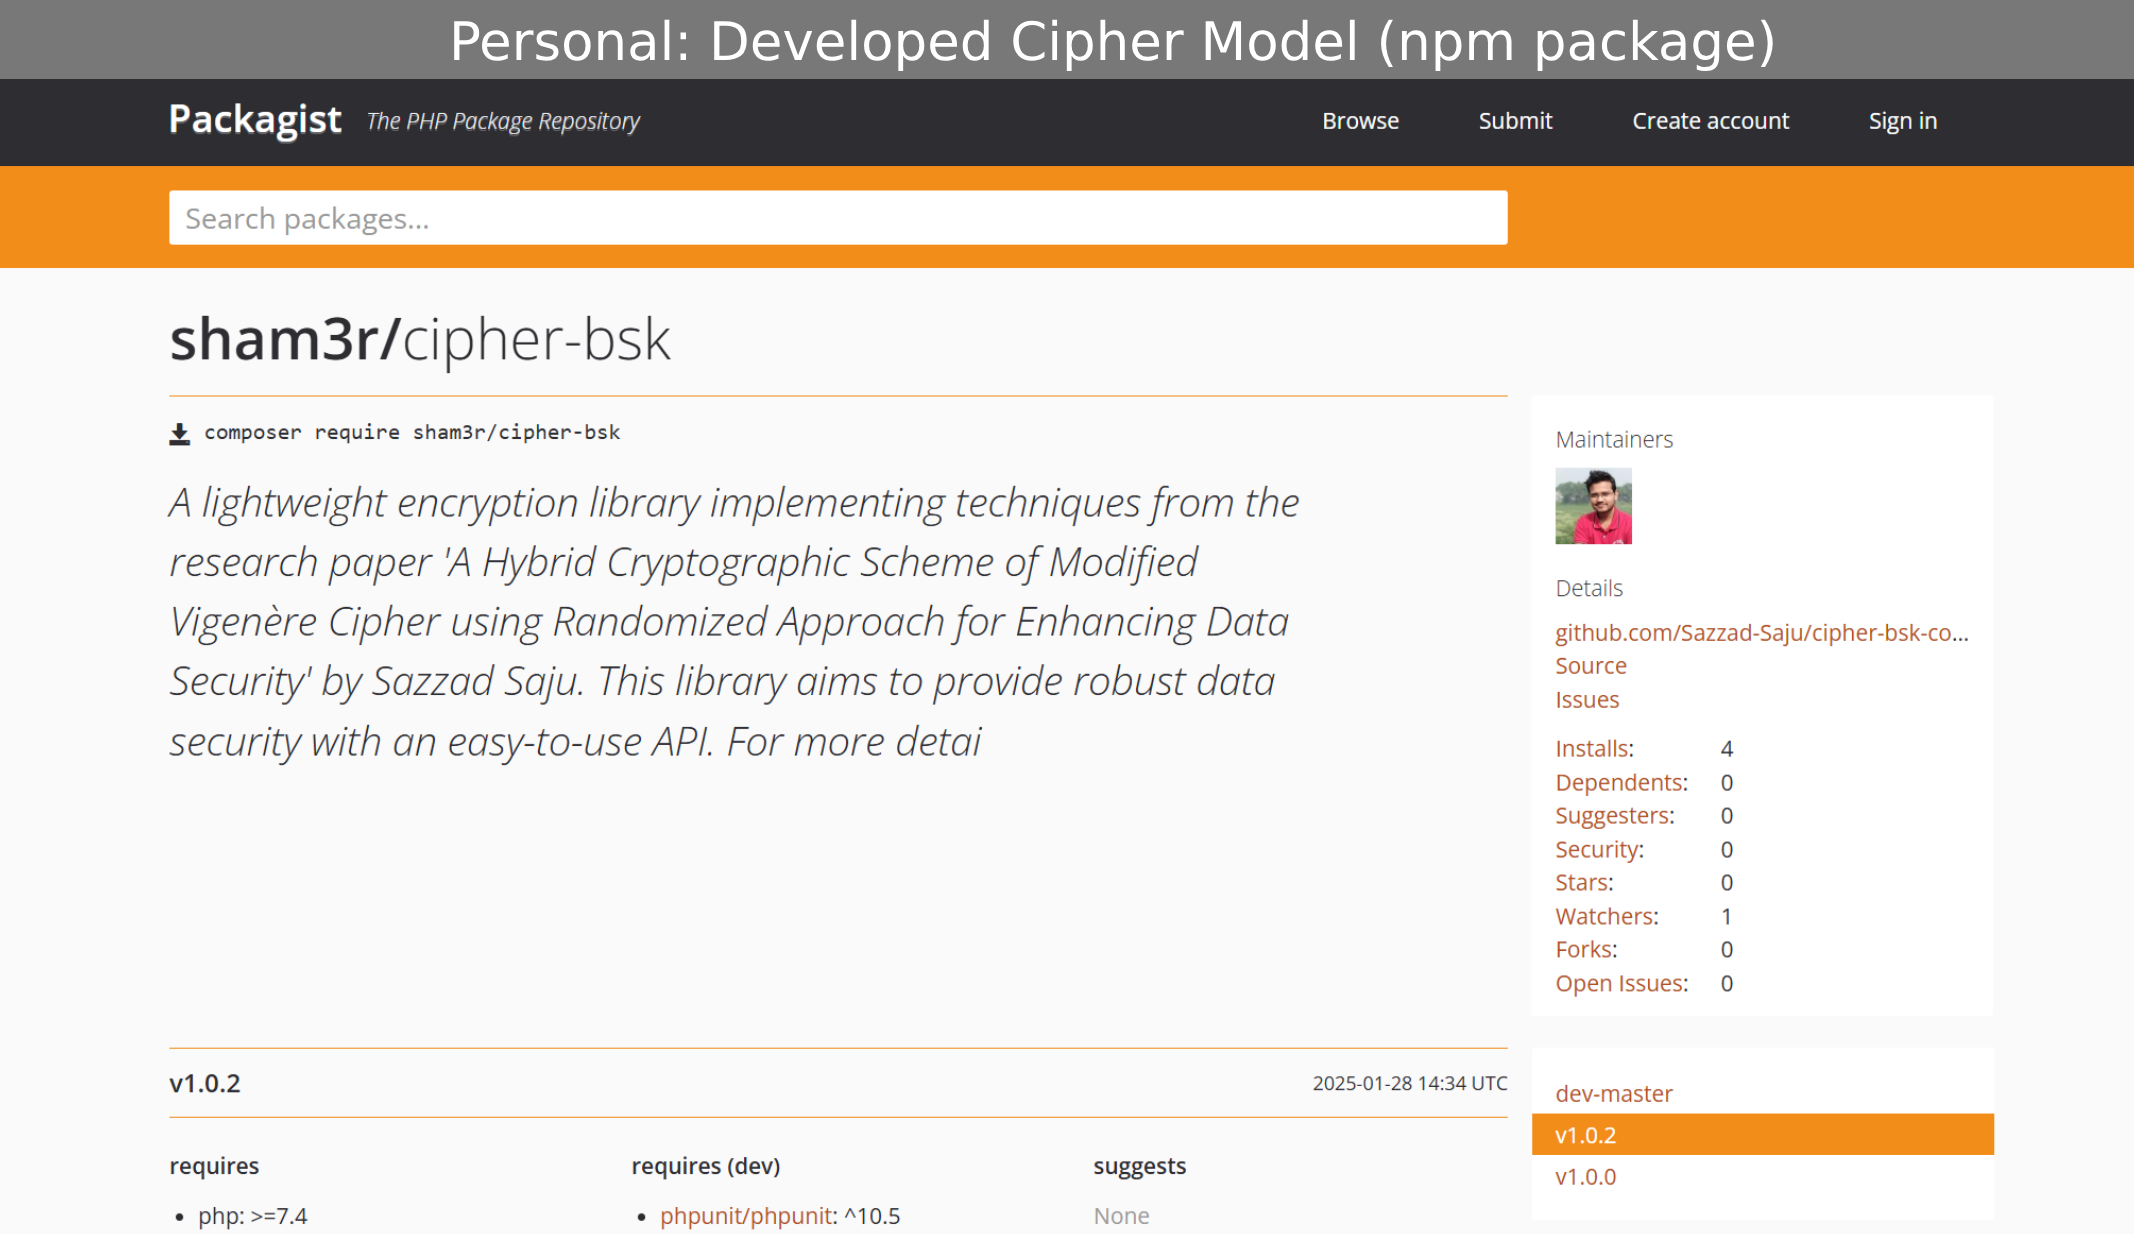 Personal: Developed Cipher Model (npm package)
Packagist The PHP Package Repository Browse Submit Create account Sign in
Search packages...
sham3r/cipher-bsk
composer require sham3r/cipher-bsk
A lightweight encryption library implementing techniques from the
research paper 'A Hybrid Cryptographic Scheme of Modified
Vigenère Cipher using Randomized Approach for Enhancing Data
Security' by Sazzad Saju. This library aims to provide robust data
security with an easy-to-use API. For more detai
Maintainers
Details
github.com/Sazzad-Saju/cipher-bsk-co...
Source
Issues
Installs: 4
Dependents: 0
Suggesters: 0
Security: 0
Stars: 0
Watchers: 1
Forks: 0
Open Issues: 0
v1.0.2 2025-01-28 14:34 UTC
requires
• php: >=7.4
requires (dev)
• phpunit/phpunit: ^10.5
suggests
None
dev-master
v1.0.2
v1.0.0